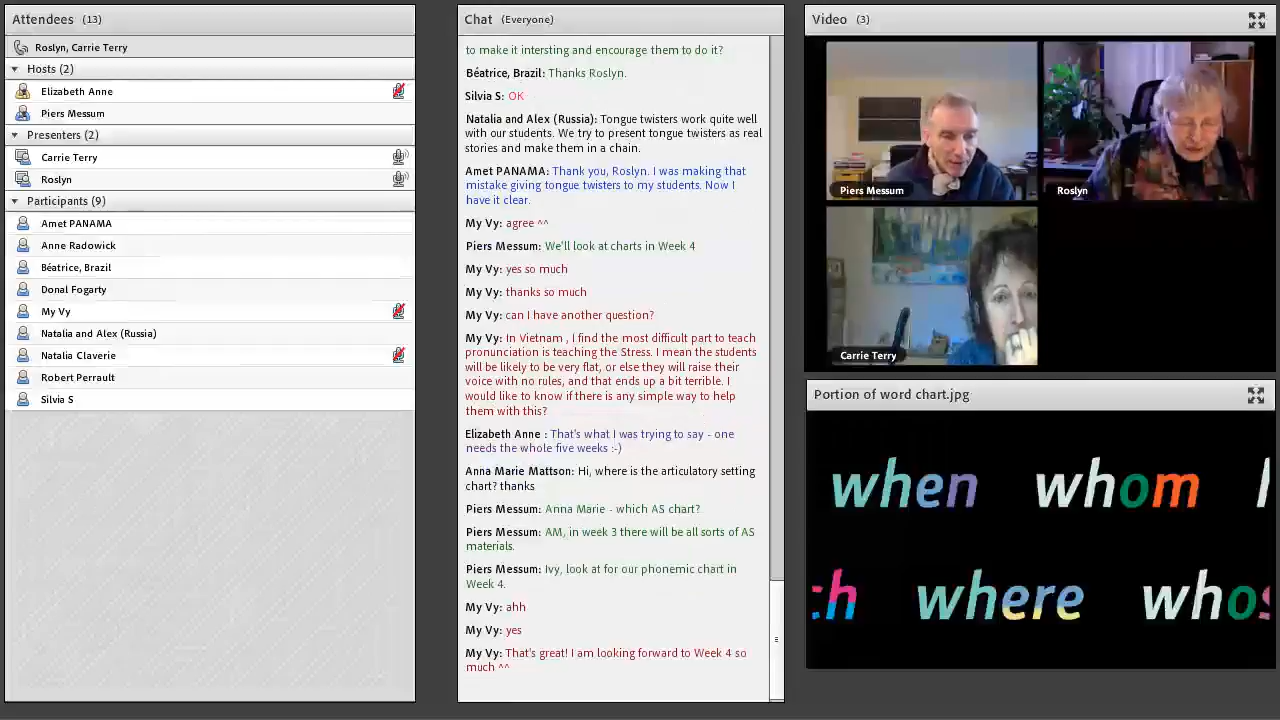 Attendees (13)
Roslyn, Carrie Terry
Hosts (2)
Elizabeth Anne
Piers Messum
Presenters (2)
Carrie Terry
Roslyn
Participants (9)
Amet PANAMA
Anne Radowick
Béatrice, Brazil
Donal Fogarty
My Vy
Natalia and Alex (Russia)
Natalia Claverie
Robert Perrault
Silvia S
Chat (Everyone)
to make it intersting and encourage them to do it?
Béatrice, Brazil: Thanks Roslyn.
Silvia S: OK
Natalia and Alex (Russia): Tongue twisters work quite well
with our students. We try to present tongue twisters as real
stories and make them in a chain.
Amet PANAMA: Thank you, Roslyn. I was making that
mistake giving tongue twisters to my students. Now I
have it clear.
My Vy: agree ^^
Piers Messum: We'll look at charts in Week 4
My Vy: yes so much
My Vy: thanks so much
My Vy: can I have another question?
My Vy: In Vietnam , I find the most difficult part to teach
pronunciation is teaching the Stress. I mean the students
will be likely to be very flat, or else they will raise their
voice with no rules, and that ends up a bit terrible. I
would like to know if there is any simple way to help
them with this?
Elizabeth Anne : That's what I was trying to say - one
needs the whole five weeks :-)
Anna Marie Mattson: Hi, where is the articulatory setting
chart? thanks
Piers Messum: Anna Marie - which AS chart?
Piers Messum: AM, in week 3 there will be all sorts of AS
materials.
Piers Messum: Ivy, look at for our phonemic chart in
Week 4.
My Vy: ahh
My Vy: yes
My Vy: That's great! I am looking forward to Week 4 so
much ^^
Video (3)
Piers Messum
Roslyn
Carrie Terry
Portion of word chart.jpg
when whom
ch where whos